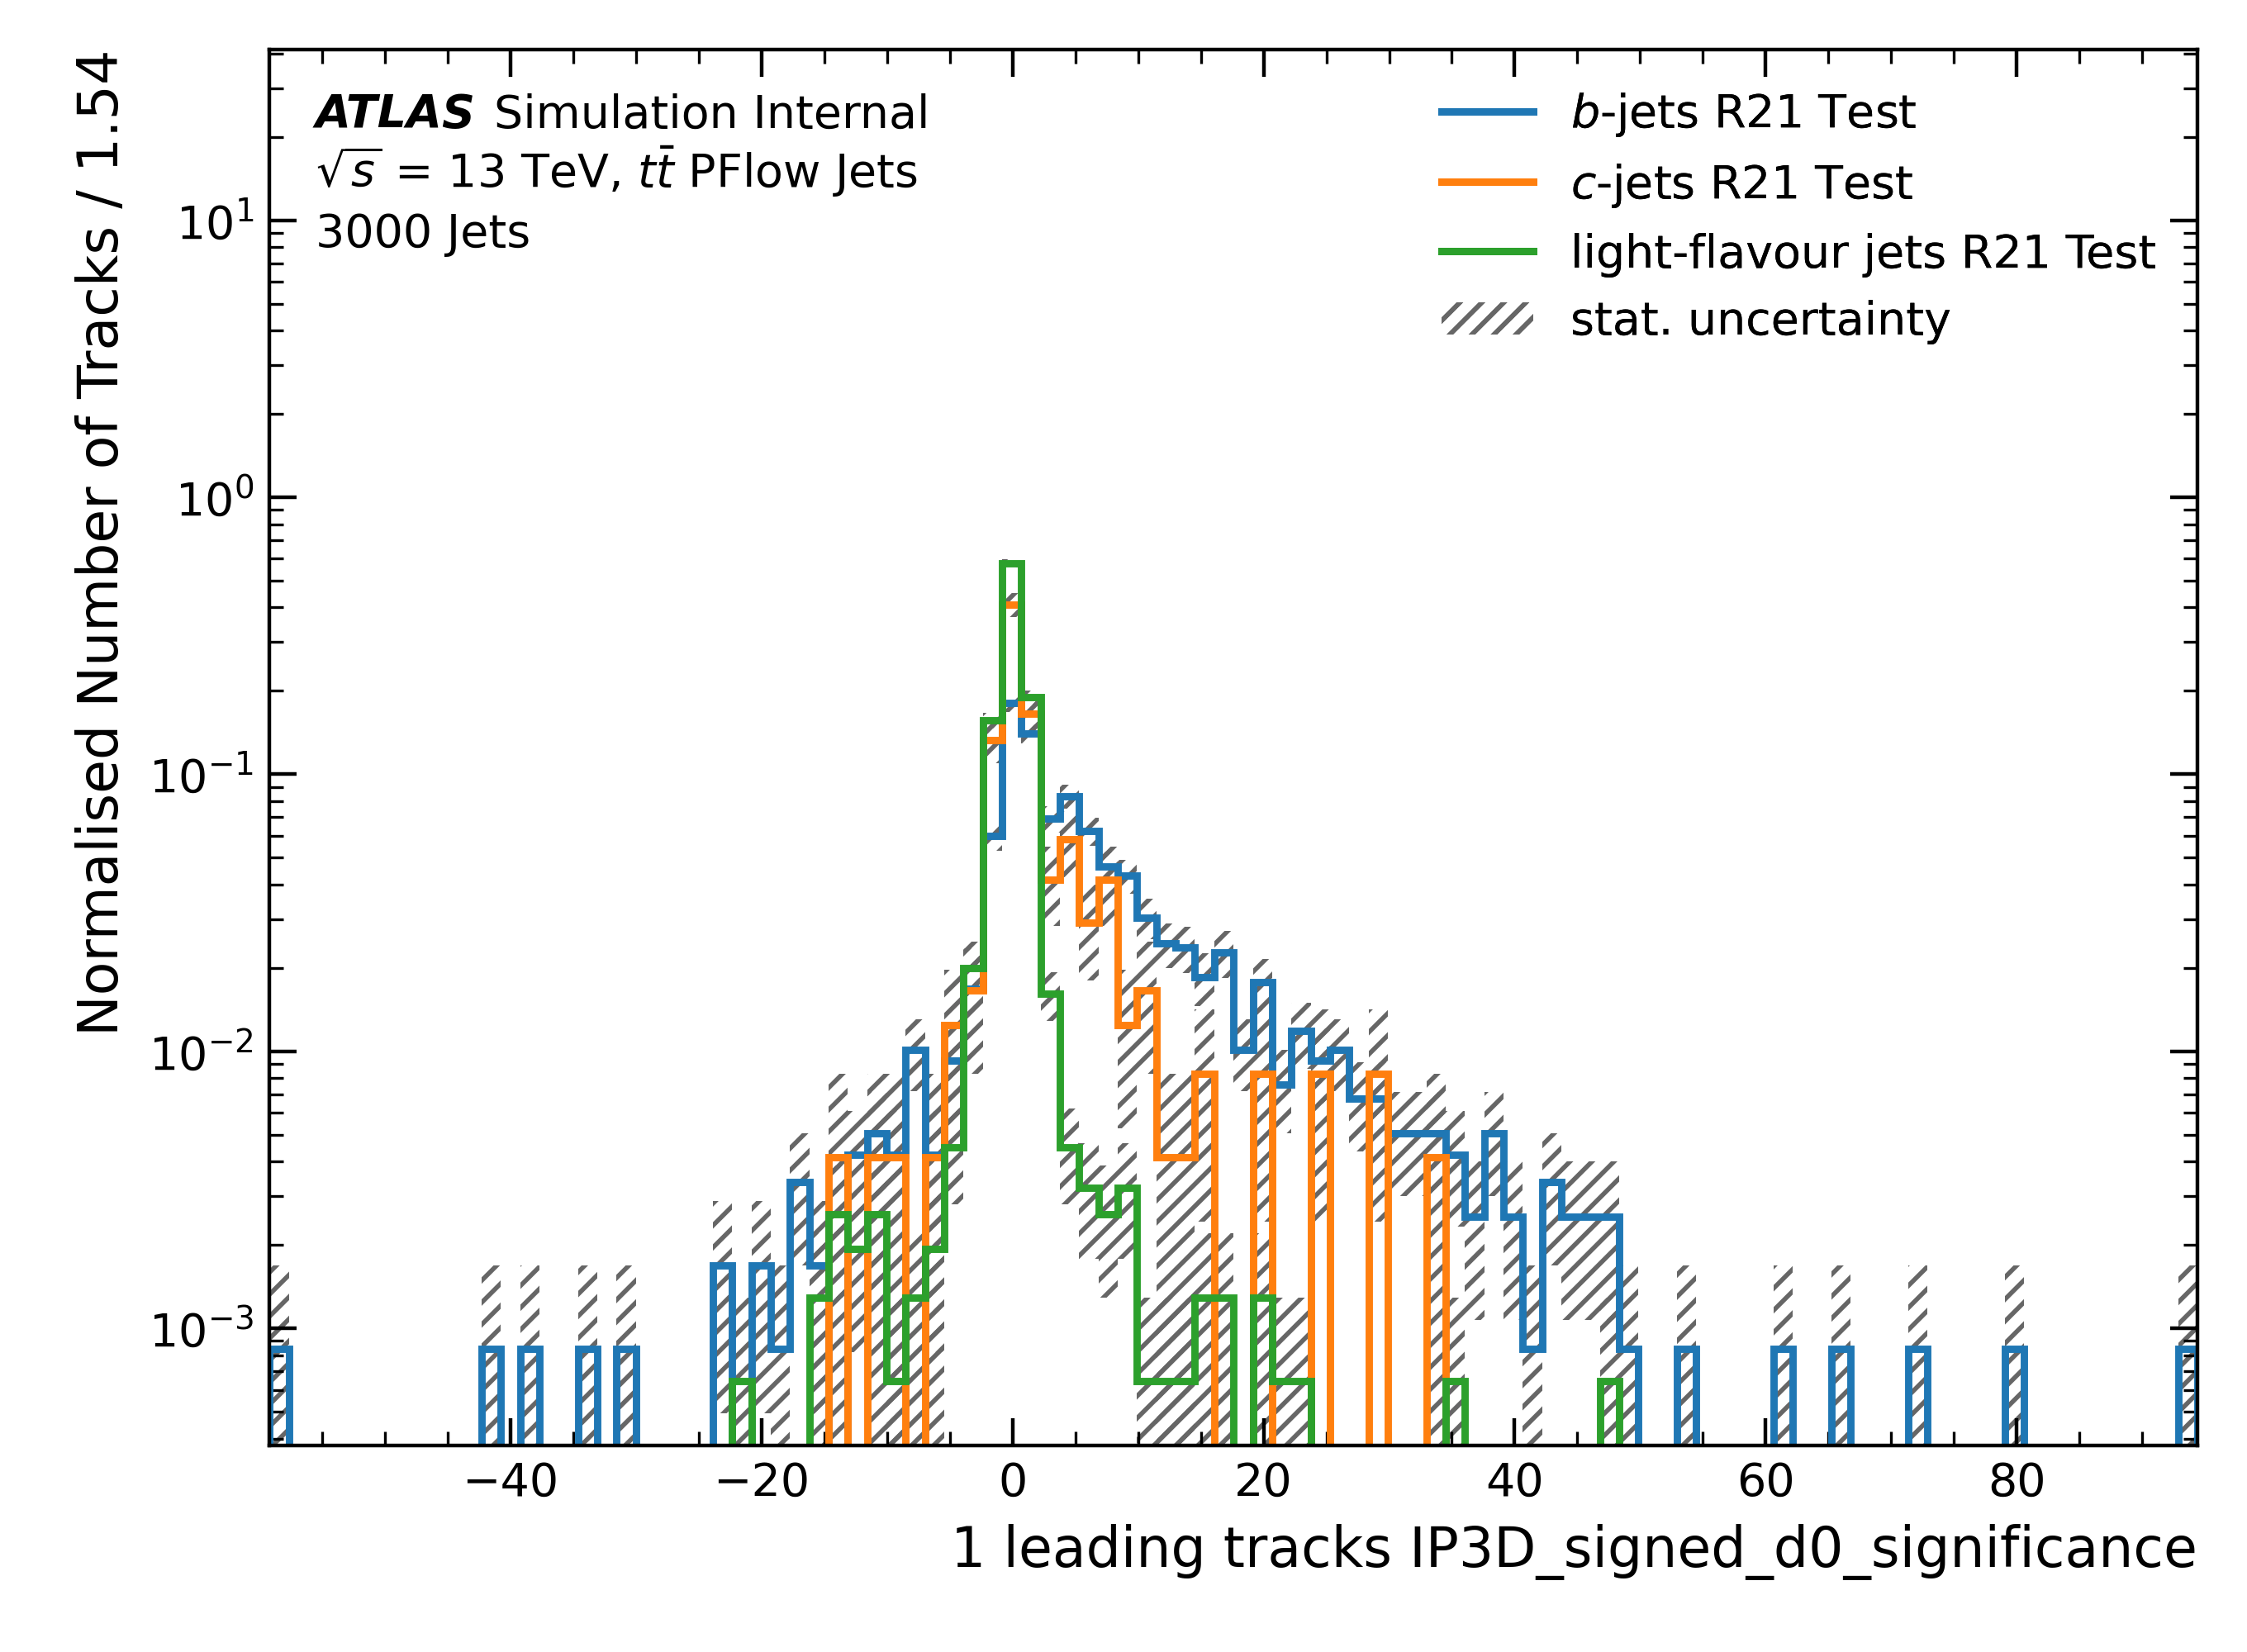 Normalised Number of Tracks / 1.54
ATLAS Simulation Internal
√s = 13 TeV, tt̄ PFlow Jets
3000 Jets
b-jets R21 Test
c-jets R21 Test
light-flavour jets R21 Test
stat. uncertainty
10¹
10⁰
10⁻¹
10⁻²
10⁻³
−40 −20 0 20 40 60 80
1 leading tracks IP3D_signed_d0_significance